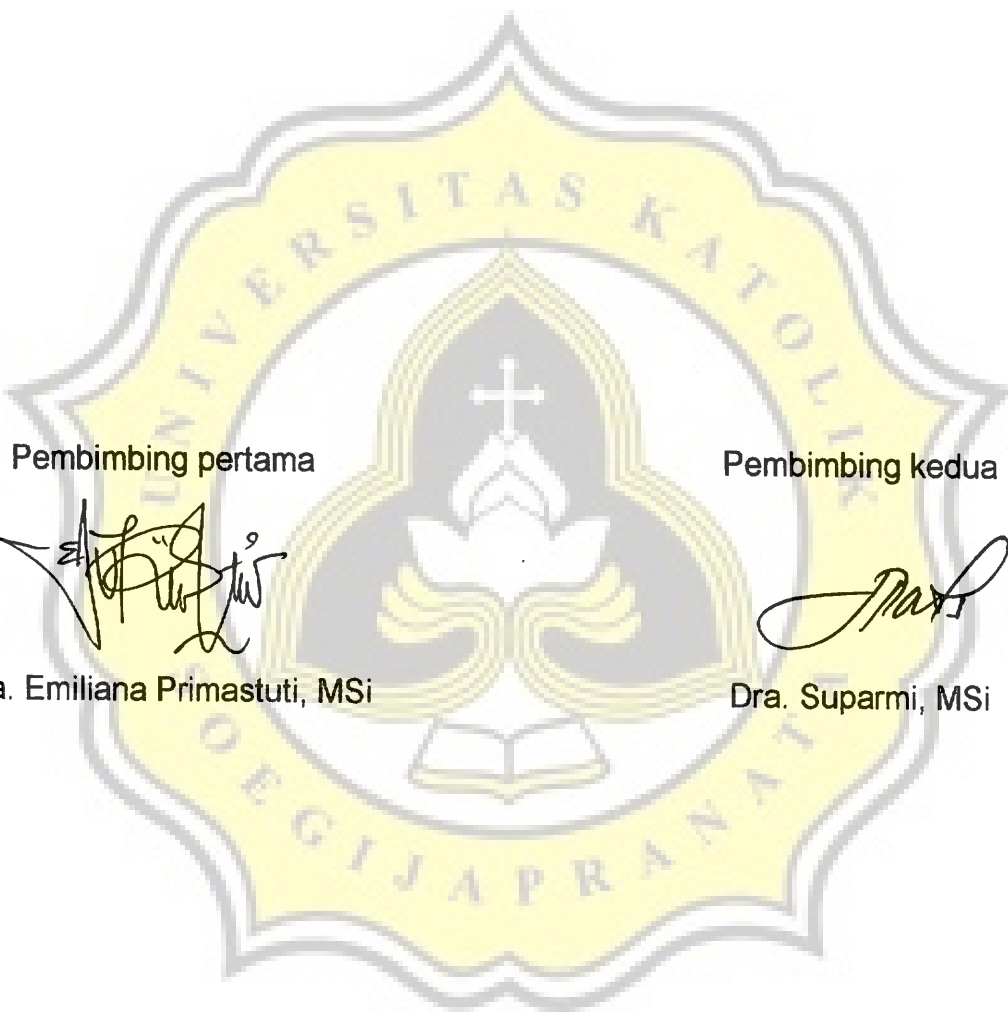 UNIVERSITAS KATOLIK
Pembimbing pertama
Pembimbing kedua
a. Emiliana Primastuti, MSi
Dra. Suparmi, MSi
SOEGIJAPRANATA